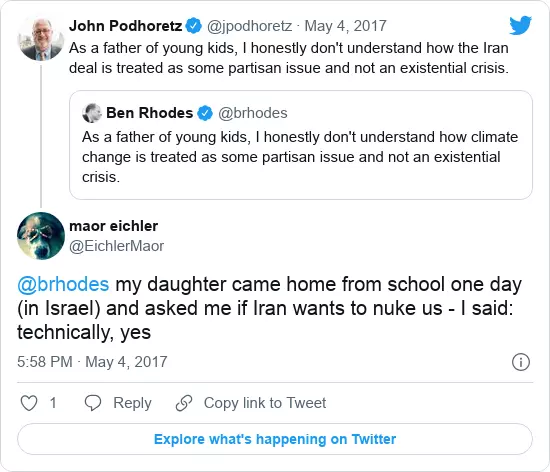 John Podhoretz @jpodhoretz · May 4, 2017
As a father of young kids, I honestly don't understand how the Iran
deal is treated as some partisan issue and not an existential crisis.
Ben Rhodes @brhodes
As a father of young kids, I honestly don't understand how climate
change is treated as some partisan issue and not an existential
crisis.
maor eichler
@EichlerMaor
@brhodes my daughter came home from school one day
(in Israel) and asked me if Iran wants to nuke us - I said:
technically, yes
5:58 PM · May 4, 2017
1 Reply Copy link to Tweet
Explore what's happening on Twitter